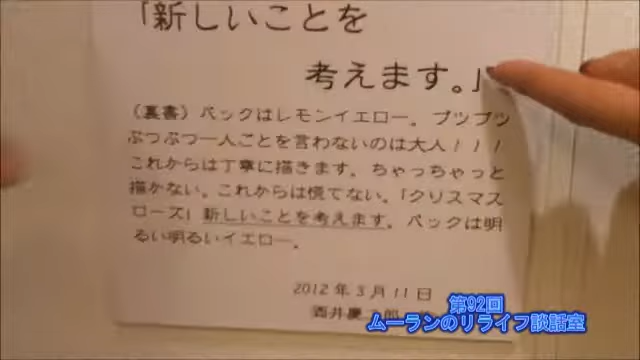 「新しいことを
考えます。」
（裏書）バックはレモンイエロー。ブツブツ
ぶつぶつ一人ごとを言わないのは大人！！！
これからは丁寧に描きます。ちゃっちゃっと
描かない。これからは慌てない。「クリスマス
ローズ」新しいことを考えます。バックは明
るい明るいイエロー。
2012年3月11日
酒井慶
第92回
ムーランのリライフ談話室